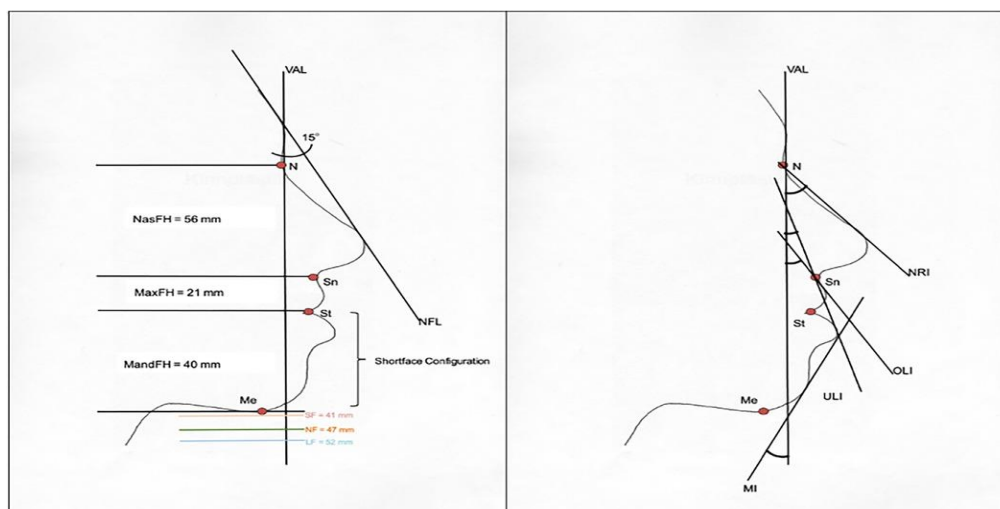 VAL
15°
N
NasFH = 56 mm
Sn
MaxFH = 21 mm
St
NFL
MandFH = 40 mm
Shortface Configuration
Me
SF = 41 mm
NF = 47 mm
LF = 52 mm
VAL
N
NRI
Sn
St
OLI
ULI
Me
MI